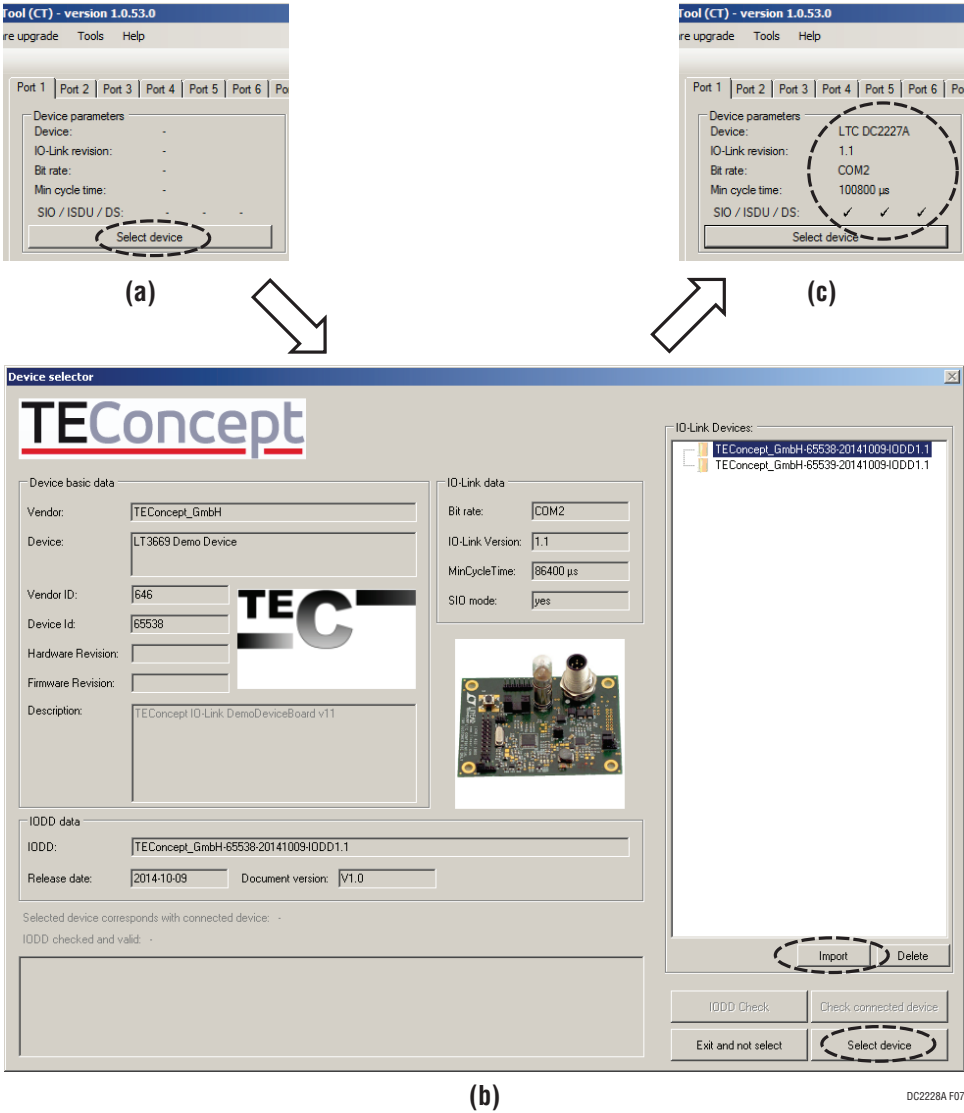 Tool (CT) - version 1.0.53.0
re upgrade Tools Help
Port 1 Port 2 Port 3 Port 4 Port 5 Port 6 Po
Device parameters
Device: -
IO-Link revision: -
Bit rate: -
Min cycle time: -
SIO / ISDU / DS: - - -
Select device
(a)
Tool (CT) - version 1.0.53.0
re upgrade Tools Help
Port 1 Port 2 Port 3 Port 4 Port 5 Port 6 Po
Device parameters
Device: LTC DC2227A
IO-Link revision: 1.1
Bit rate: COM2
Min cycle time: 100800 µs
SIO / ISDU / DS: ✓ ✓ ✓
Select device
(c)
Device selector
TEConcept
Device basic data
Vendor: TEConcept_GmbH
Device: LT3669 Demo Device
Vendor ID: 646
Device Id: 65538
Hardware Revision:
Firmware Revision:
Description: TEConcept IO-Link DemoDeviceBoard v11
TEC
IO-Link data
Bit rate: COM2
IO-Link Version: 1.1
MinCycleTime: 86400 µs
SIO mode: yes
IODD data
IODD: TEConcept_GmbH-65538-20141009-IODD1.1
Release date: 2014-10-09 Document version: V1.0
Selected device corresponds with connected device: -
IODD checked and valid: -
IO-Link Devices:
TEConcept_GmbH-65538-20141009-IODD1.1
TEConcept_GmbH-65539-20141009-IODD1.1
Import Delete
IODD Check Check connected device
Exit and not select Select device
(b)
DC2228A F07